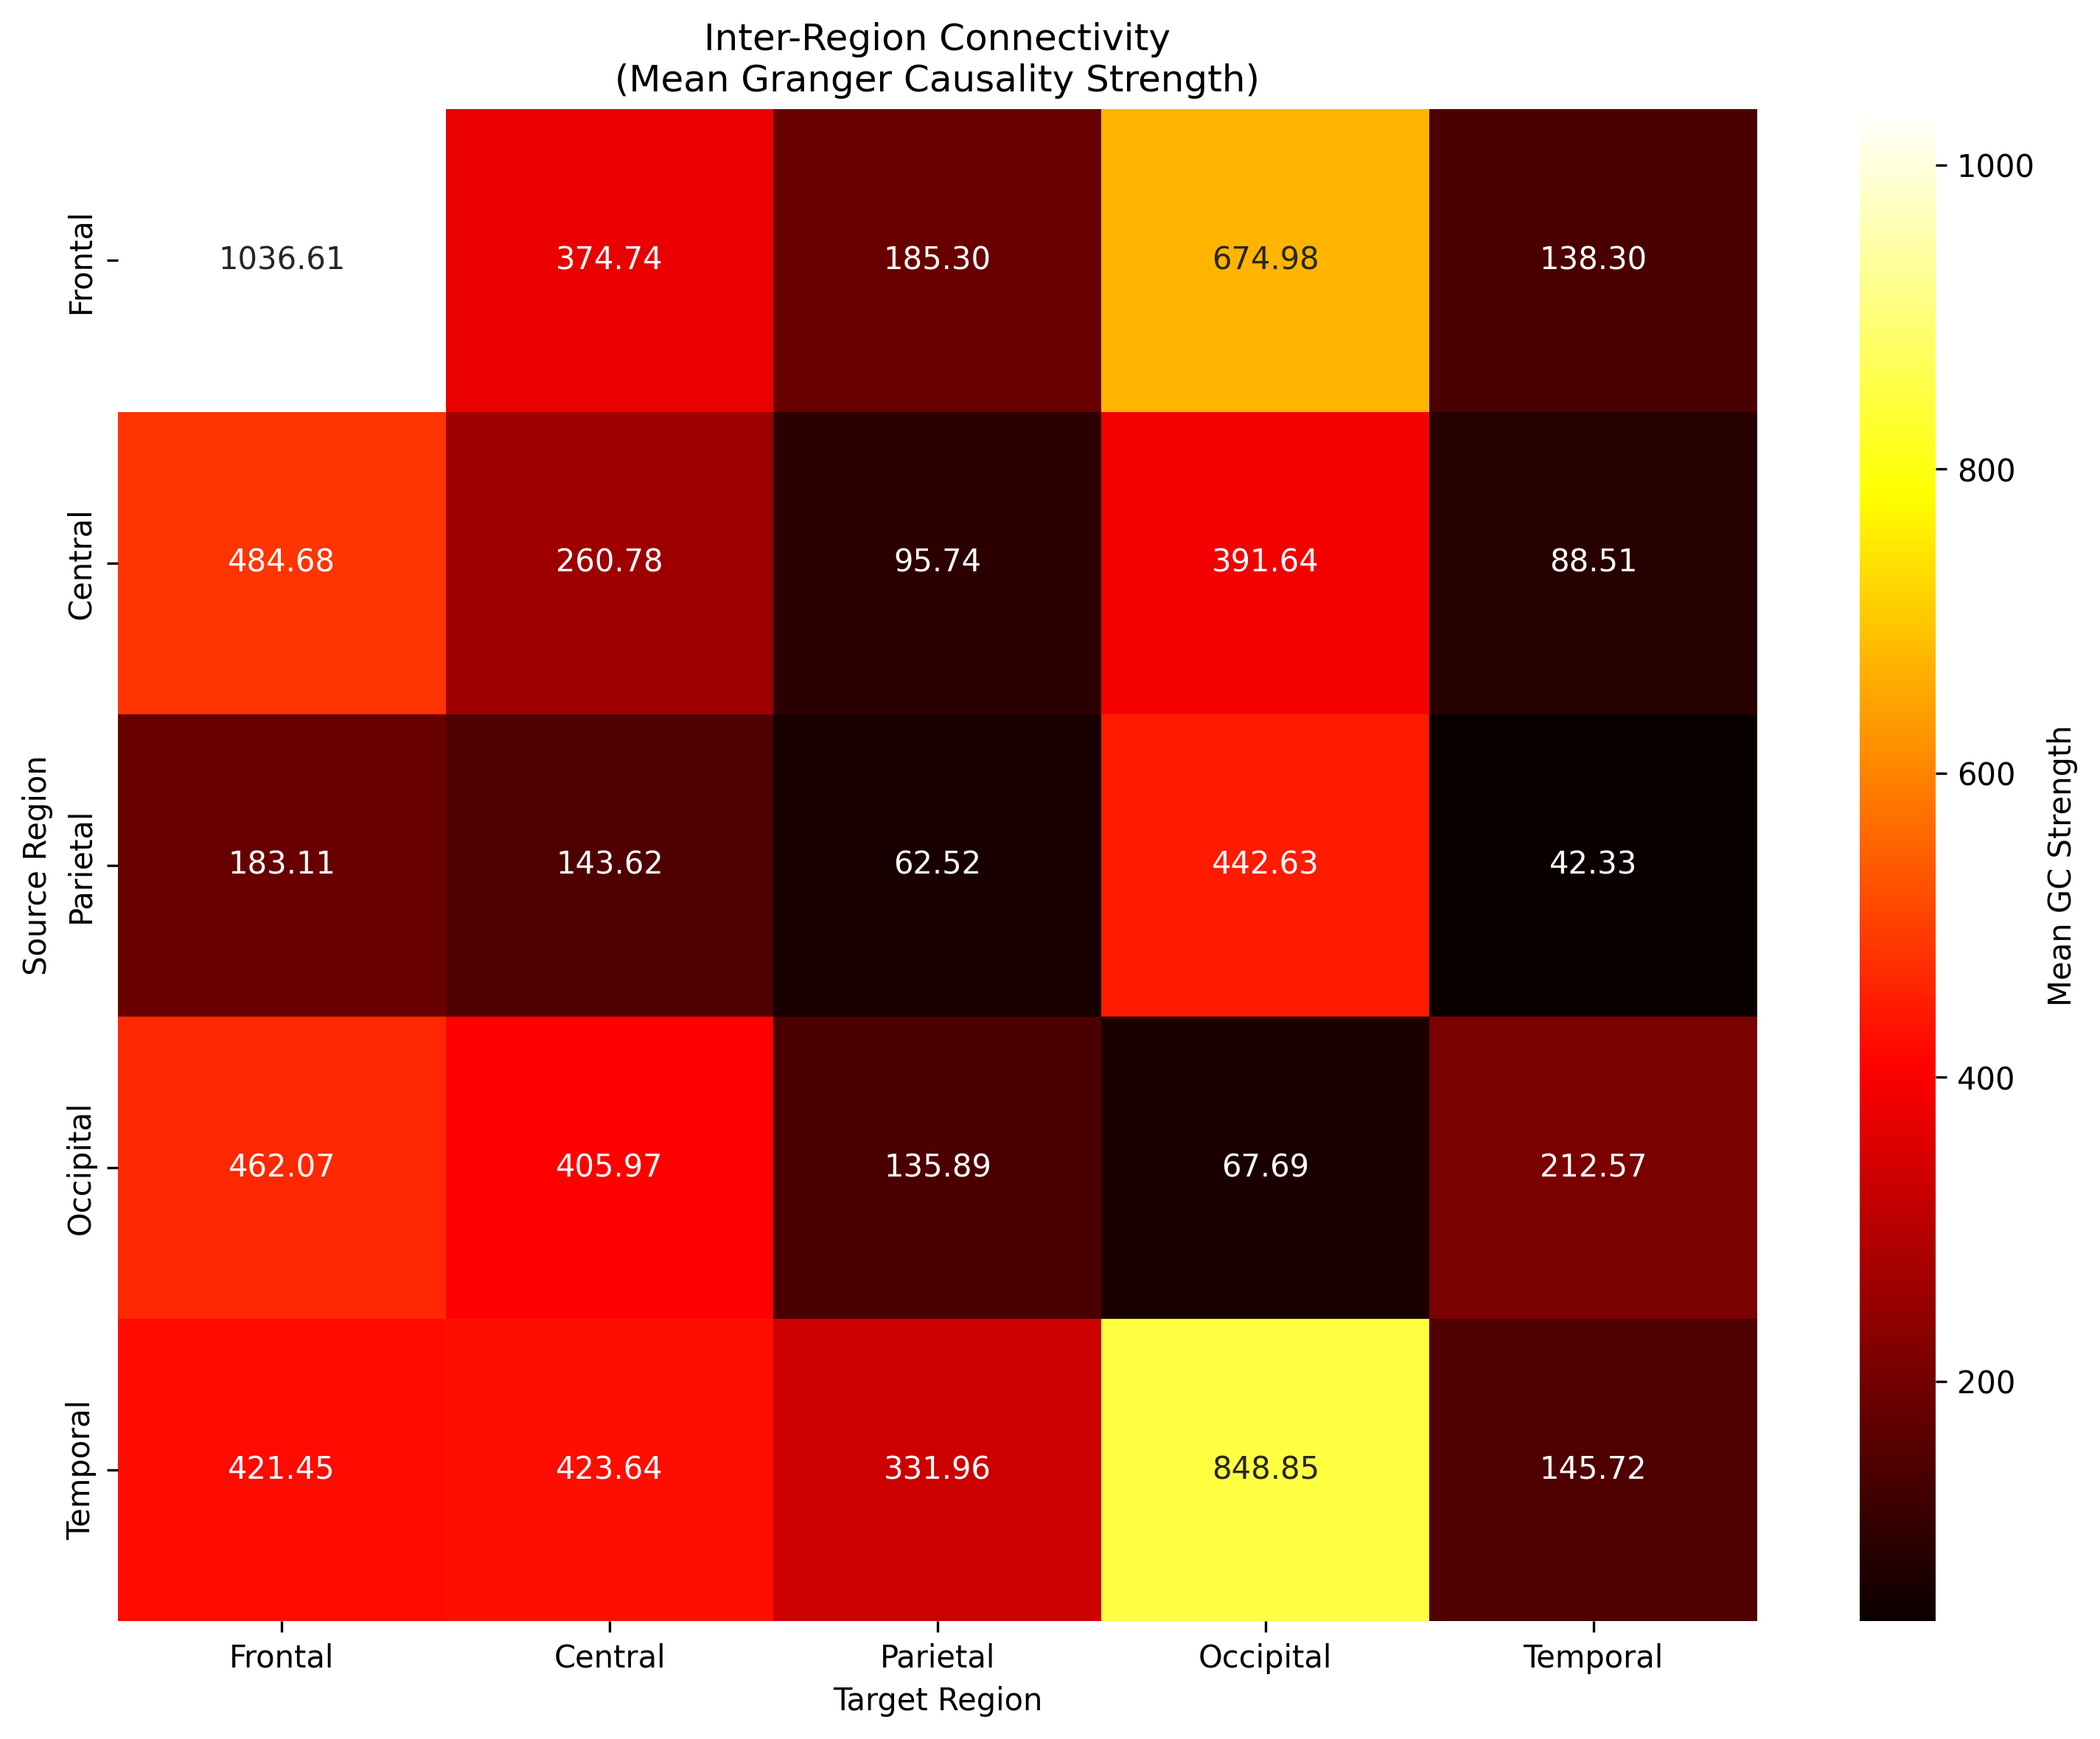 Inter-Region Connectivity
(Mean Granger Causality Strength)
Source Region
Frontal
1036.61 374.74 185.30 674.98 138.30
Central
484.68 260.78 95.74 391.64 88.51
Parietal
183.11 143.62 62.52 442.63 42.33
Occipital
462.07 405.97 135.89 67.69 212.57
Temporal
421.45 423.64 331.96 848.85 145.72
Frontal Central Parietal Occipital Temporal
Target Region
1000
800
600
400
200
Mean GC Strength